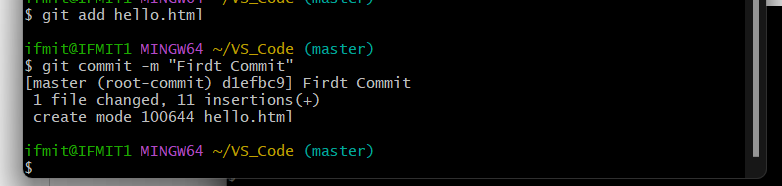 $ git add hello.html
ifmit@IFMIT1 MINGW64 ~/VS_Code (master)
$ git commit -m "Firdt Commit"
[master (root-commit) d1efbc9] Firdt Commit
 1 file changed, 11 insertions(+)
 create mode 100644 hello.html
ifmit@IFMIT1 MINGW64 ~/VS_Code (master)
$